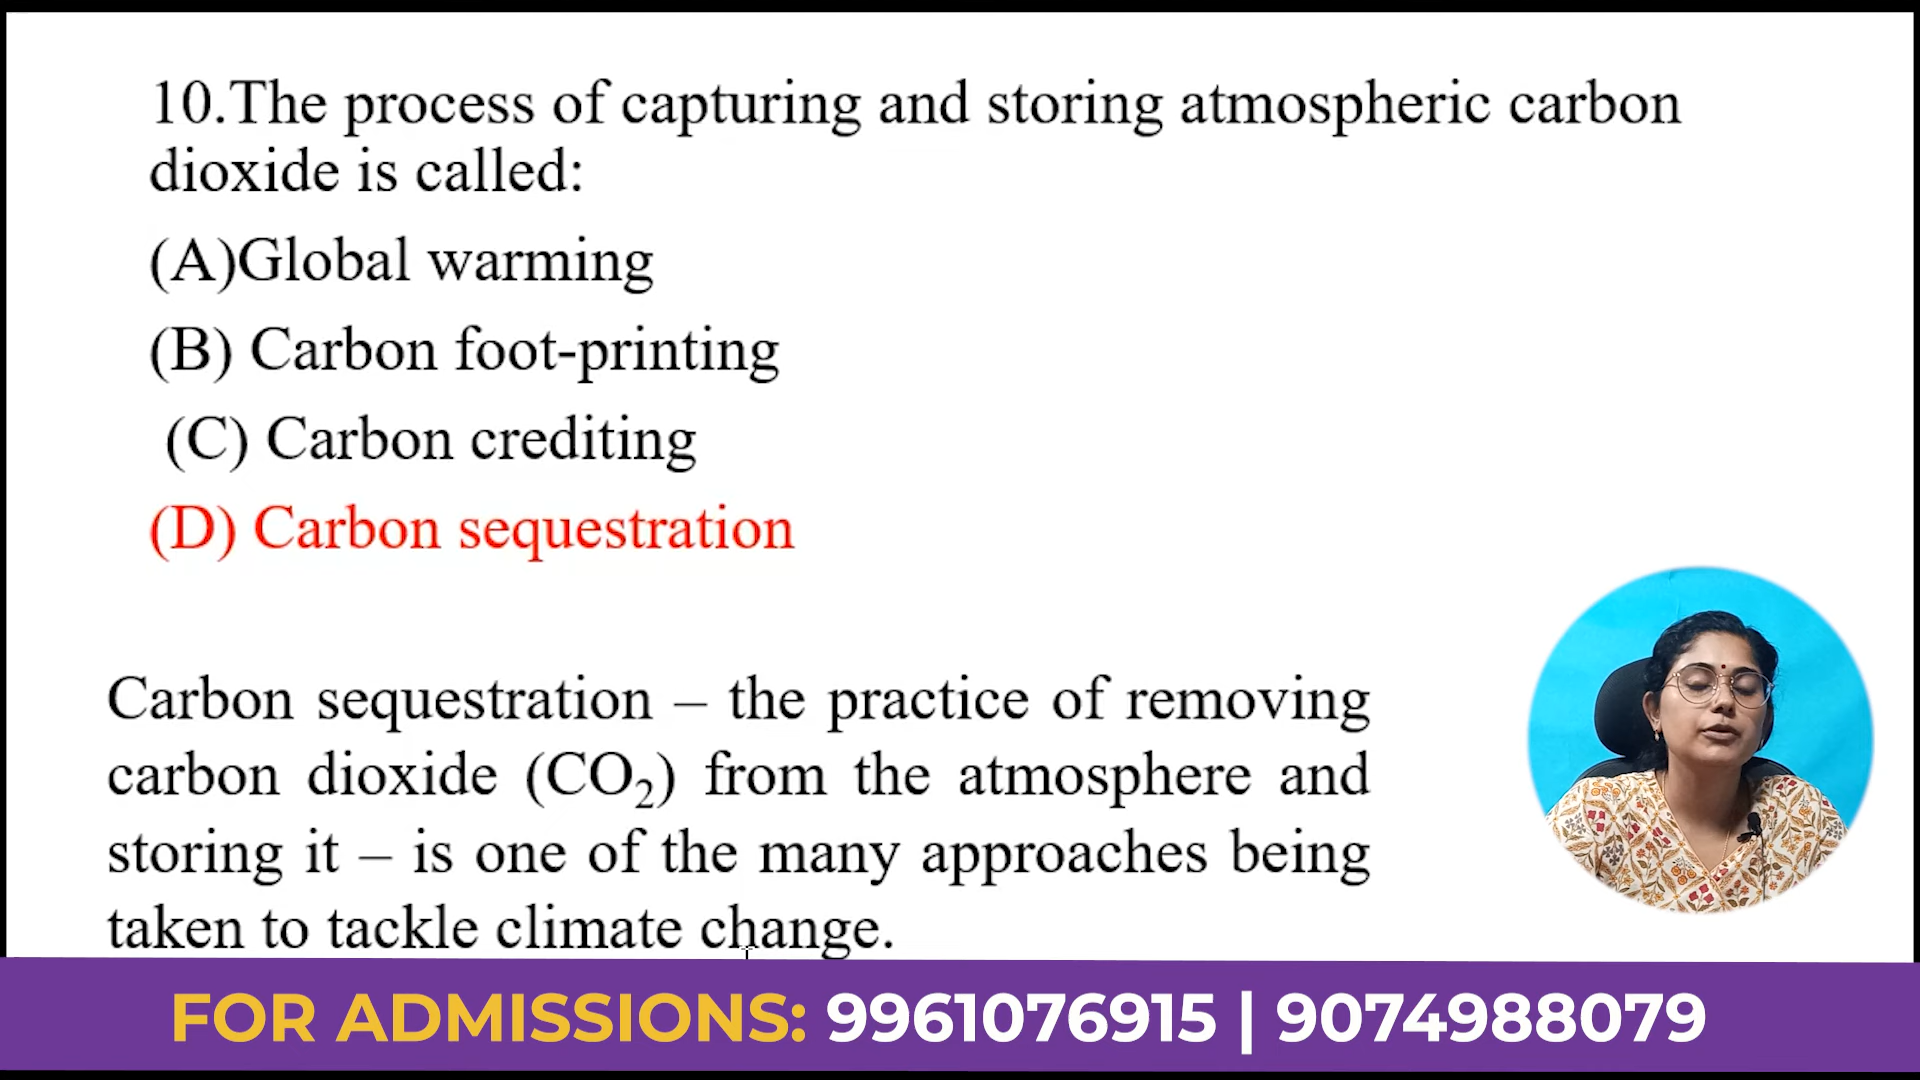 10.The process of capturing and storing atmospheric carbon
dioxide is called:
(A)Global warming
(B) Carbon foot-printing
(C) Carbon crediting
(D) Carbon sequestration
Carbon sequestration – the practice of removing
carbon dioxide (CO₂) from the atmosphere and
storing it – is one of the many approaches being
taken to tackle climate change.
FOR ADMISSIONS: 9961076915 | 9074988079